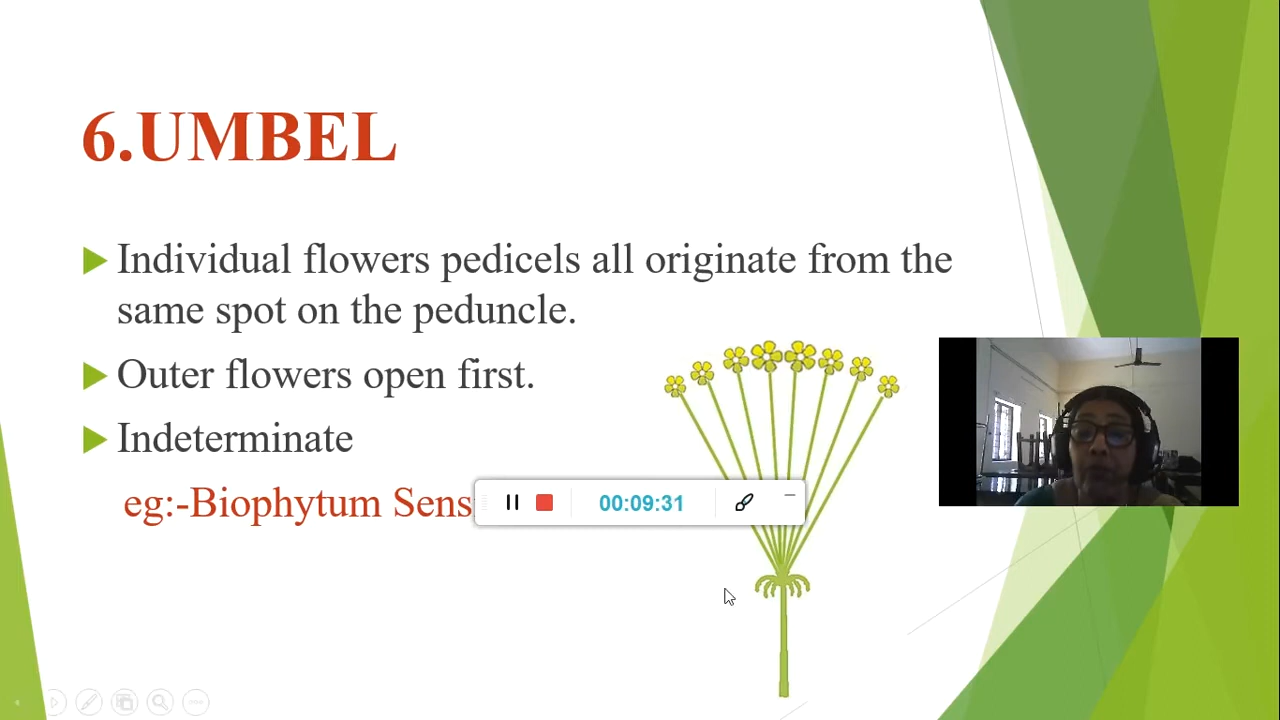 6.UMBEL
Individual flowers pedicels all originate from the
same spot on the peduncle.
Outer flowers open first.
Indeterminate
eg:-Biophytum Sens
00:09:31